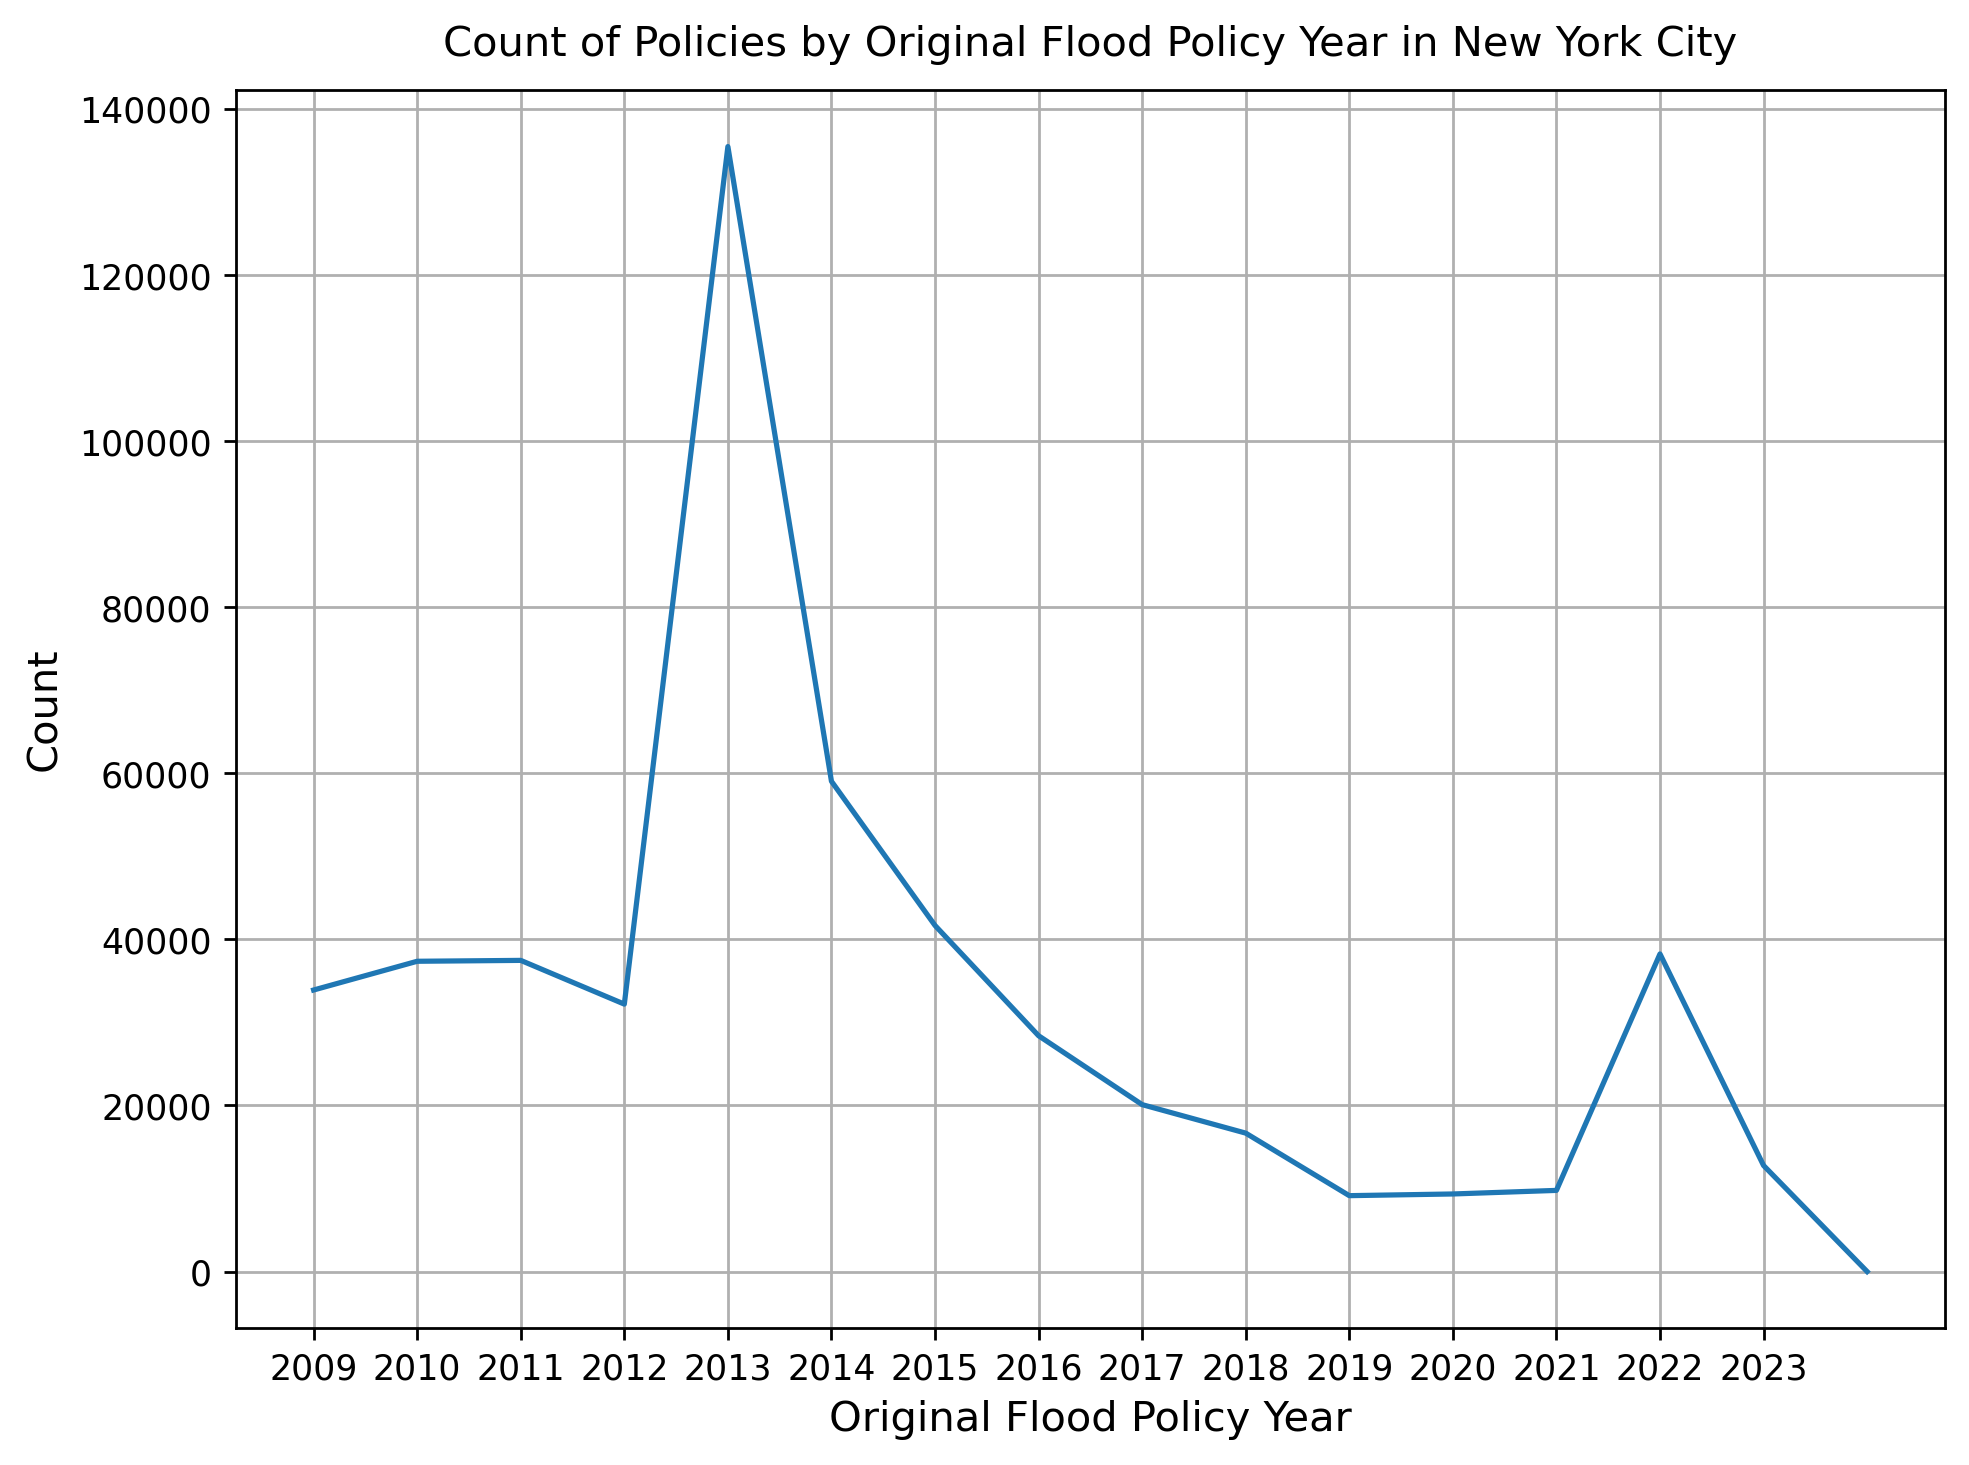 Count of Policies by Original Flood Policy Year in New York City
140000
120000
100000
80000
60000
40000
20000
0
Count
2009 2010 2011 2012 2013 2014 2015 2016 2017 2018 2019 2020 2021 2022 2023
Original Flood Policy Year